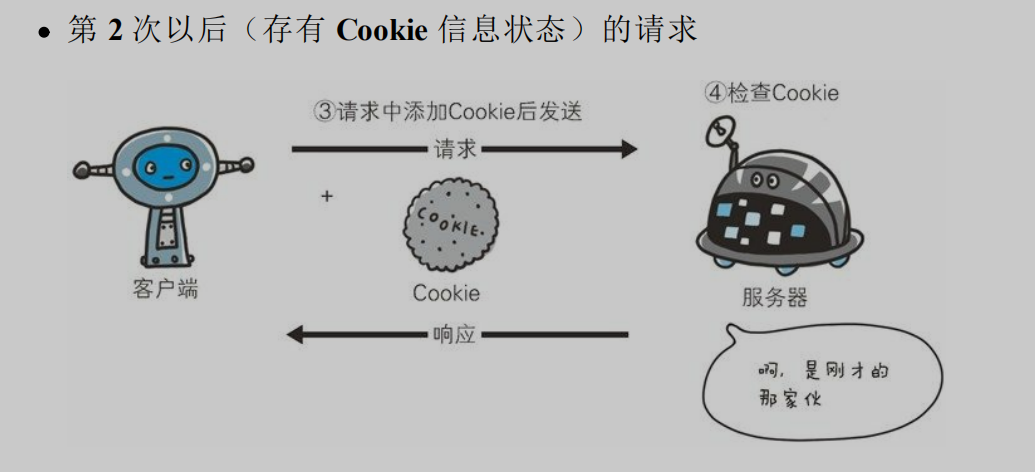 • 第 2 次以后（存有 Cookie 信息状态）的请求
③请求中添加Cookie后发送
④检查Cookie
请求
+
COOKIE.
客户端
Cookie
服务器
响应
啊，是刚才的
那家伙